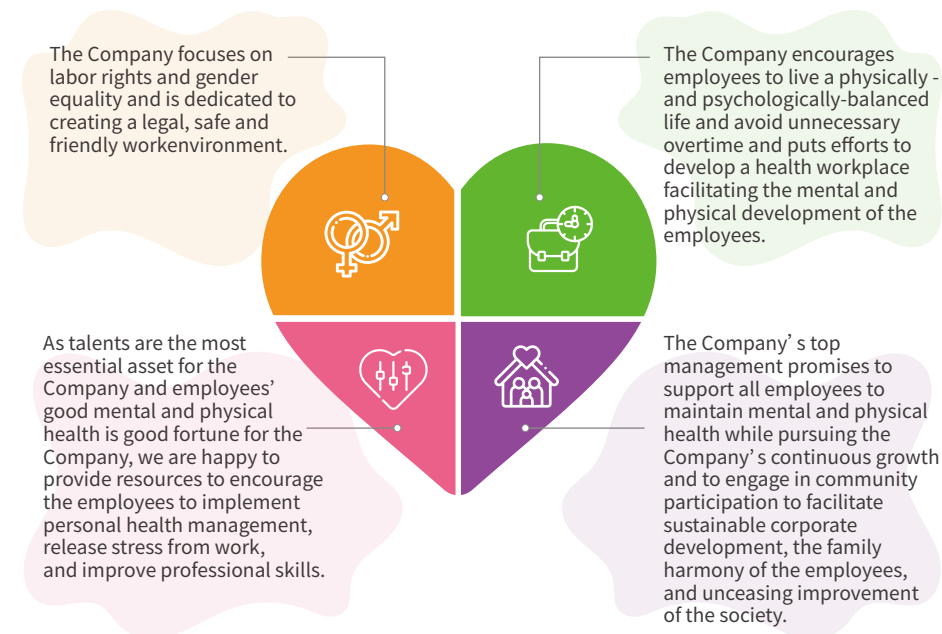 The Company focuses on
labor rights and gender
equality and is dedicated to
creating a legal, safe and
friendly workenvironment.
The Company encourages
employees to live a physically -
and psychologically-balanced
life and avoid unnecessary
overtime and puts efforts to
develop a health workplace
facilitating the mental and
physical development of the
employees.
As talents are the most
essential asset for the
Company and employees’
good mental and physical
health is good fortune for the
Company, we are happy to
provide resources to encourage
the employees to implement
personal health management,
release stress from work,
and improve professional skills.
The Company’ s top
management promises to
support all employees to
maintain mental and physical
health while pursuing the
Company’ s continuous growth
and to engage in community
participation to facilitate
sustainable corporate
development, the family
harmony of the employees,
and unceasing improvement
of the society.